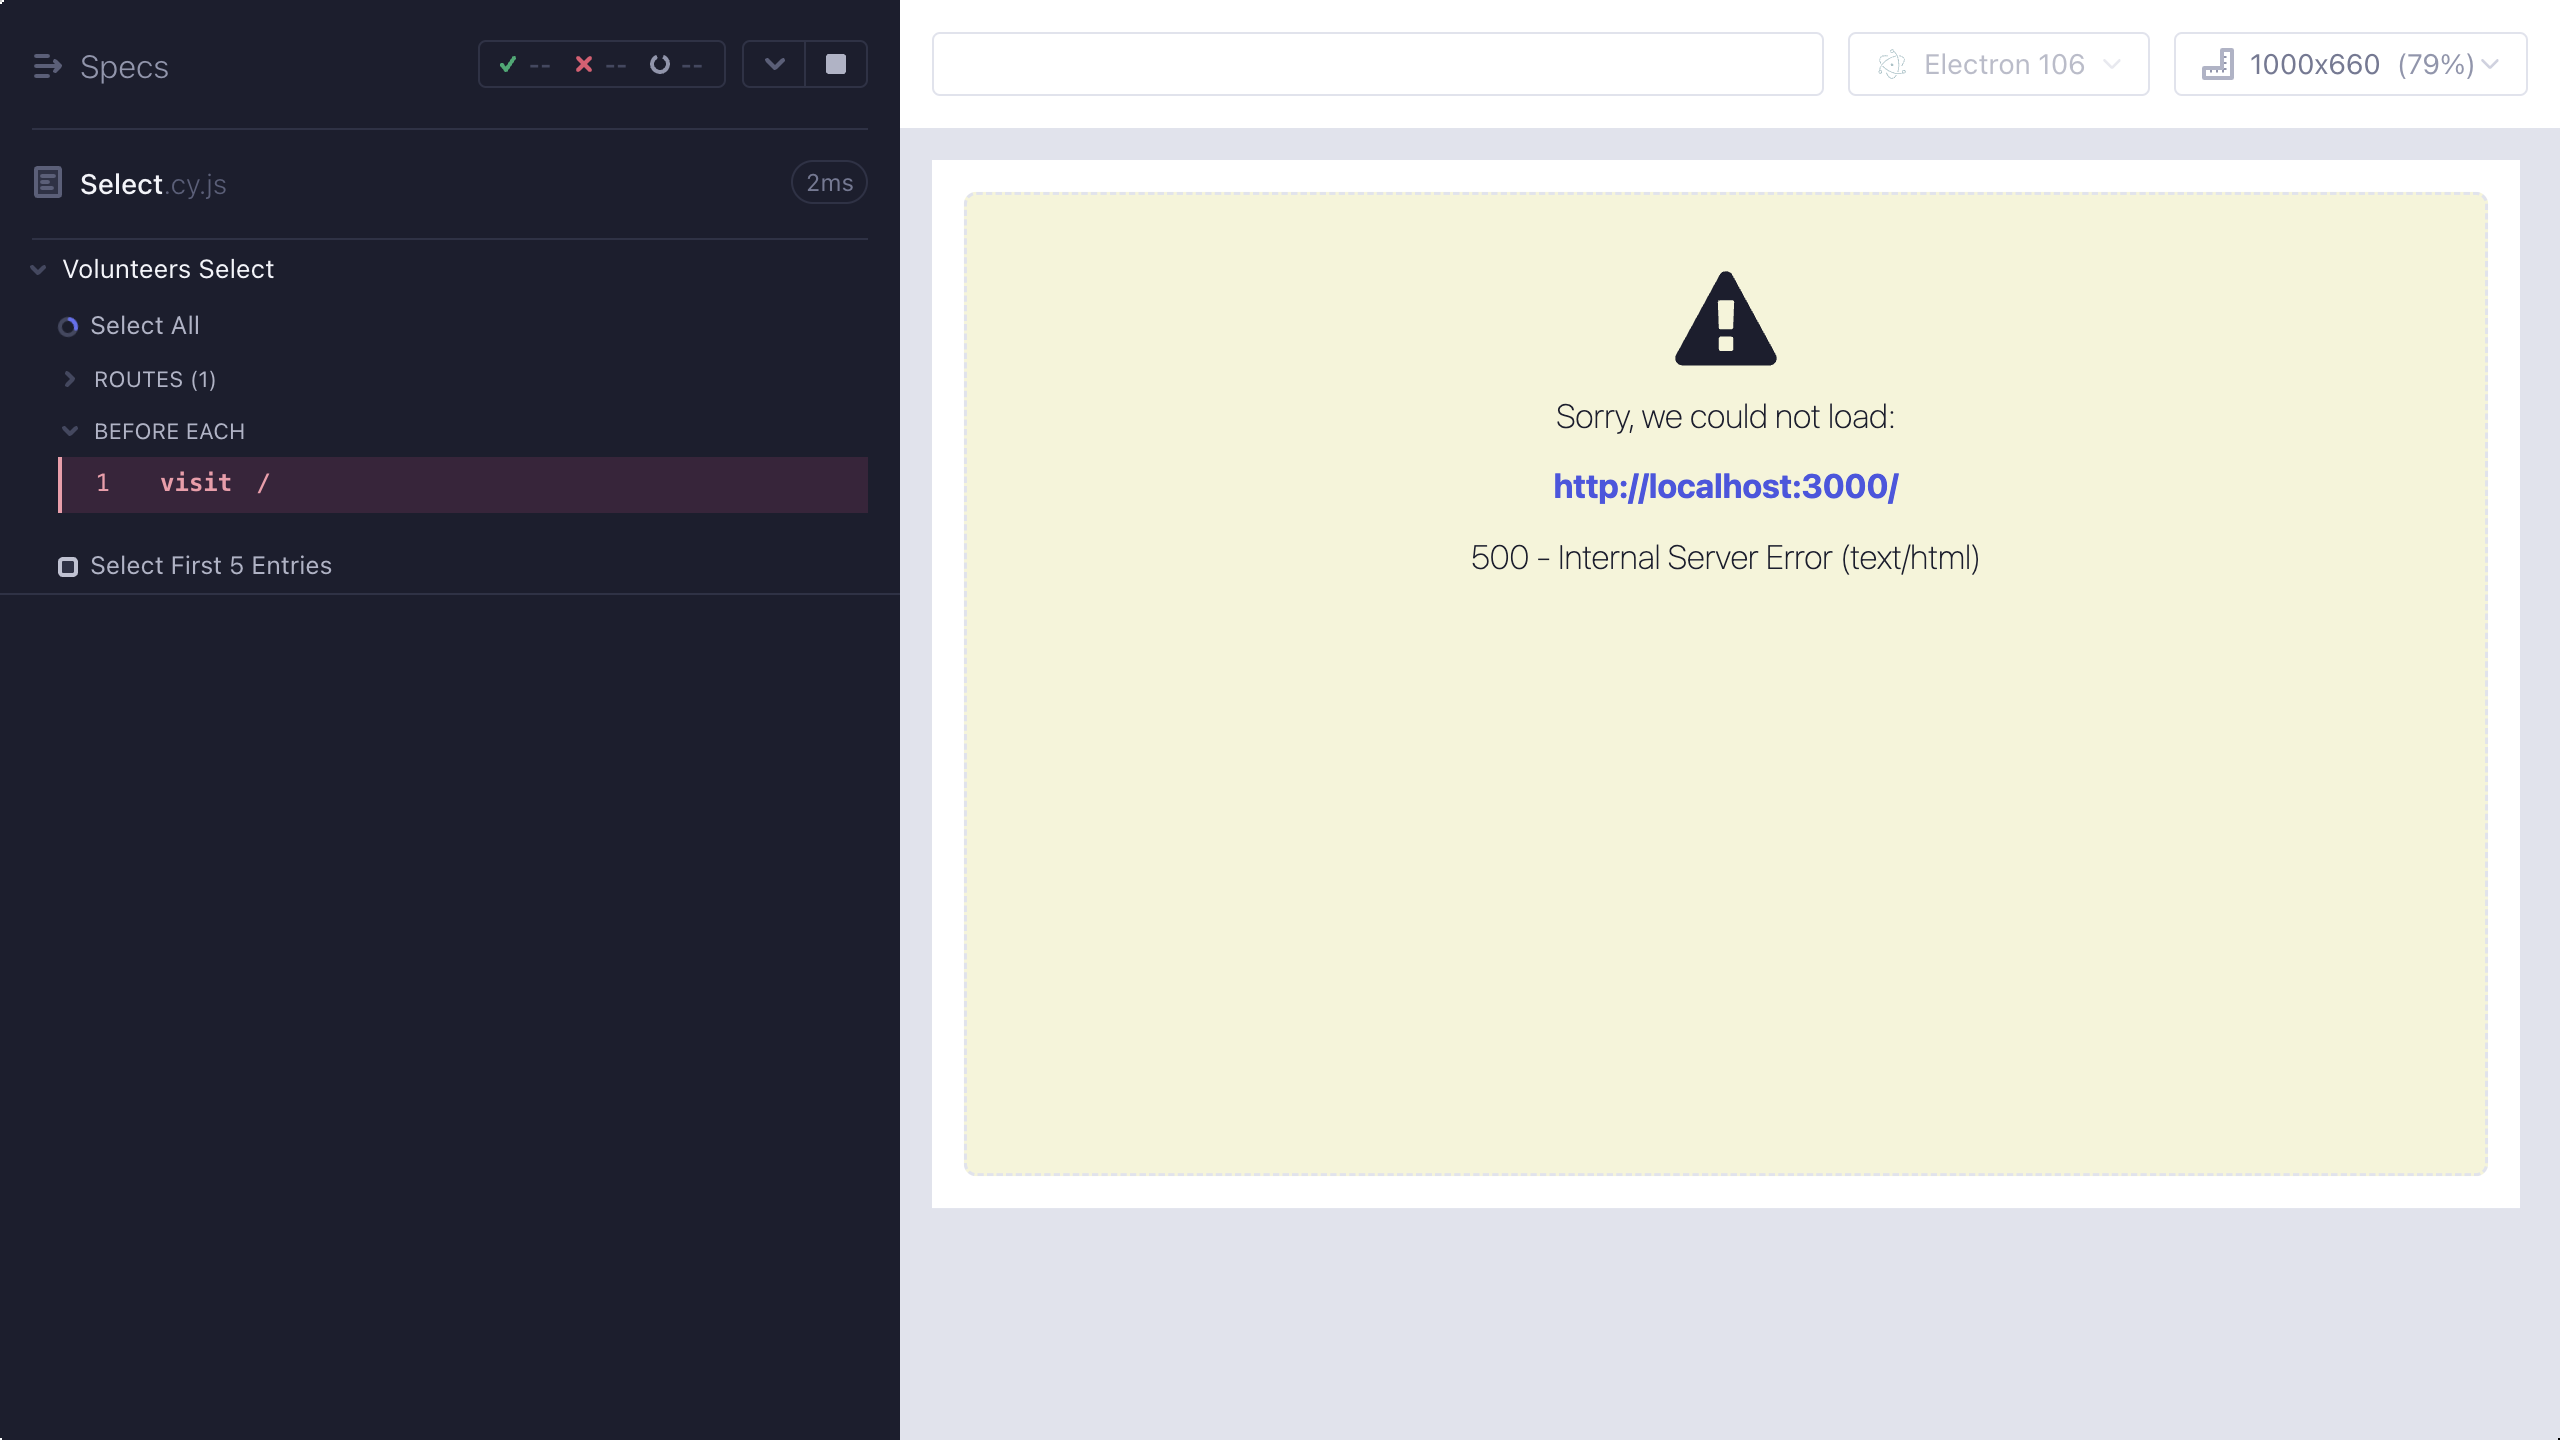 Specs
-- -- --
Select.cy.js 2ms
Volunteers Select
Select All
ROUTES (1)
BEFORE EACH
1 visit /
Select First 5 Entries
Electron 106
1000x660 (79%)
Sorry, we could not load:
http://localhost:3000/
500 - Internal Server Error (text/html)